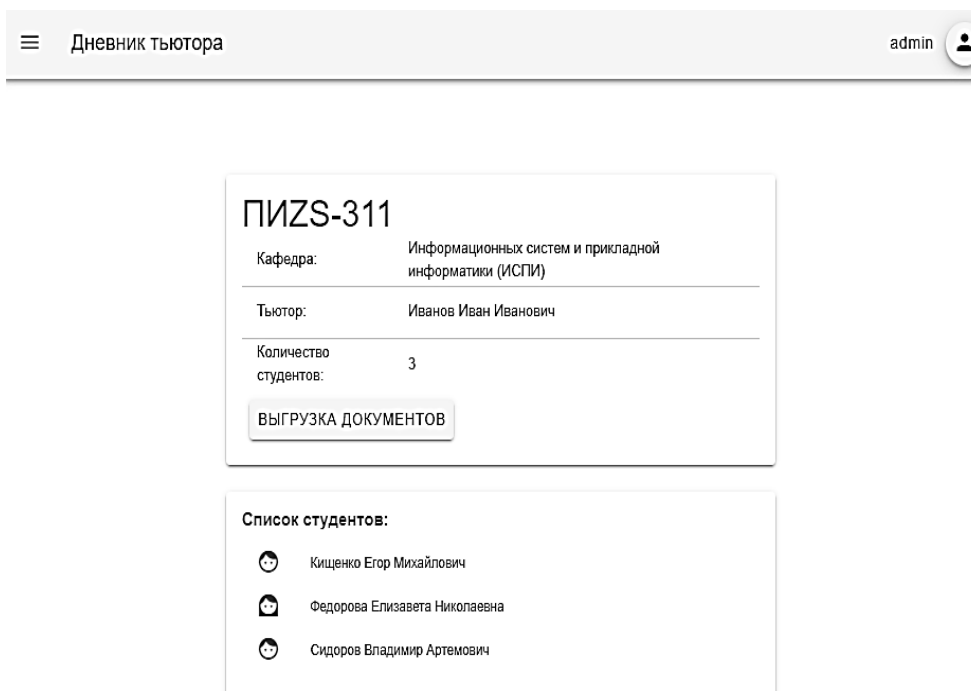 Дневник тьютора
admin
ПИZS-311
Кафедра:
Информационных систем и прикладной
информатики (ИСПИ)
Тьютор:
Иванов Иван Иванович
Количество
студентов:
3
ВЫГРУЗКА ДОКУМЕНТОВ
Список студентов:
Кищенко Егор Михайлович
Федорова Елизавета Николаевна
Сидоров Владимир Артемович